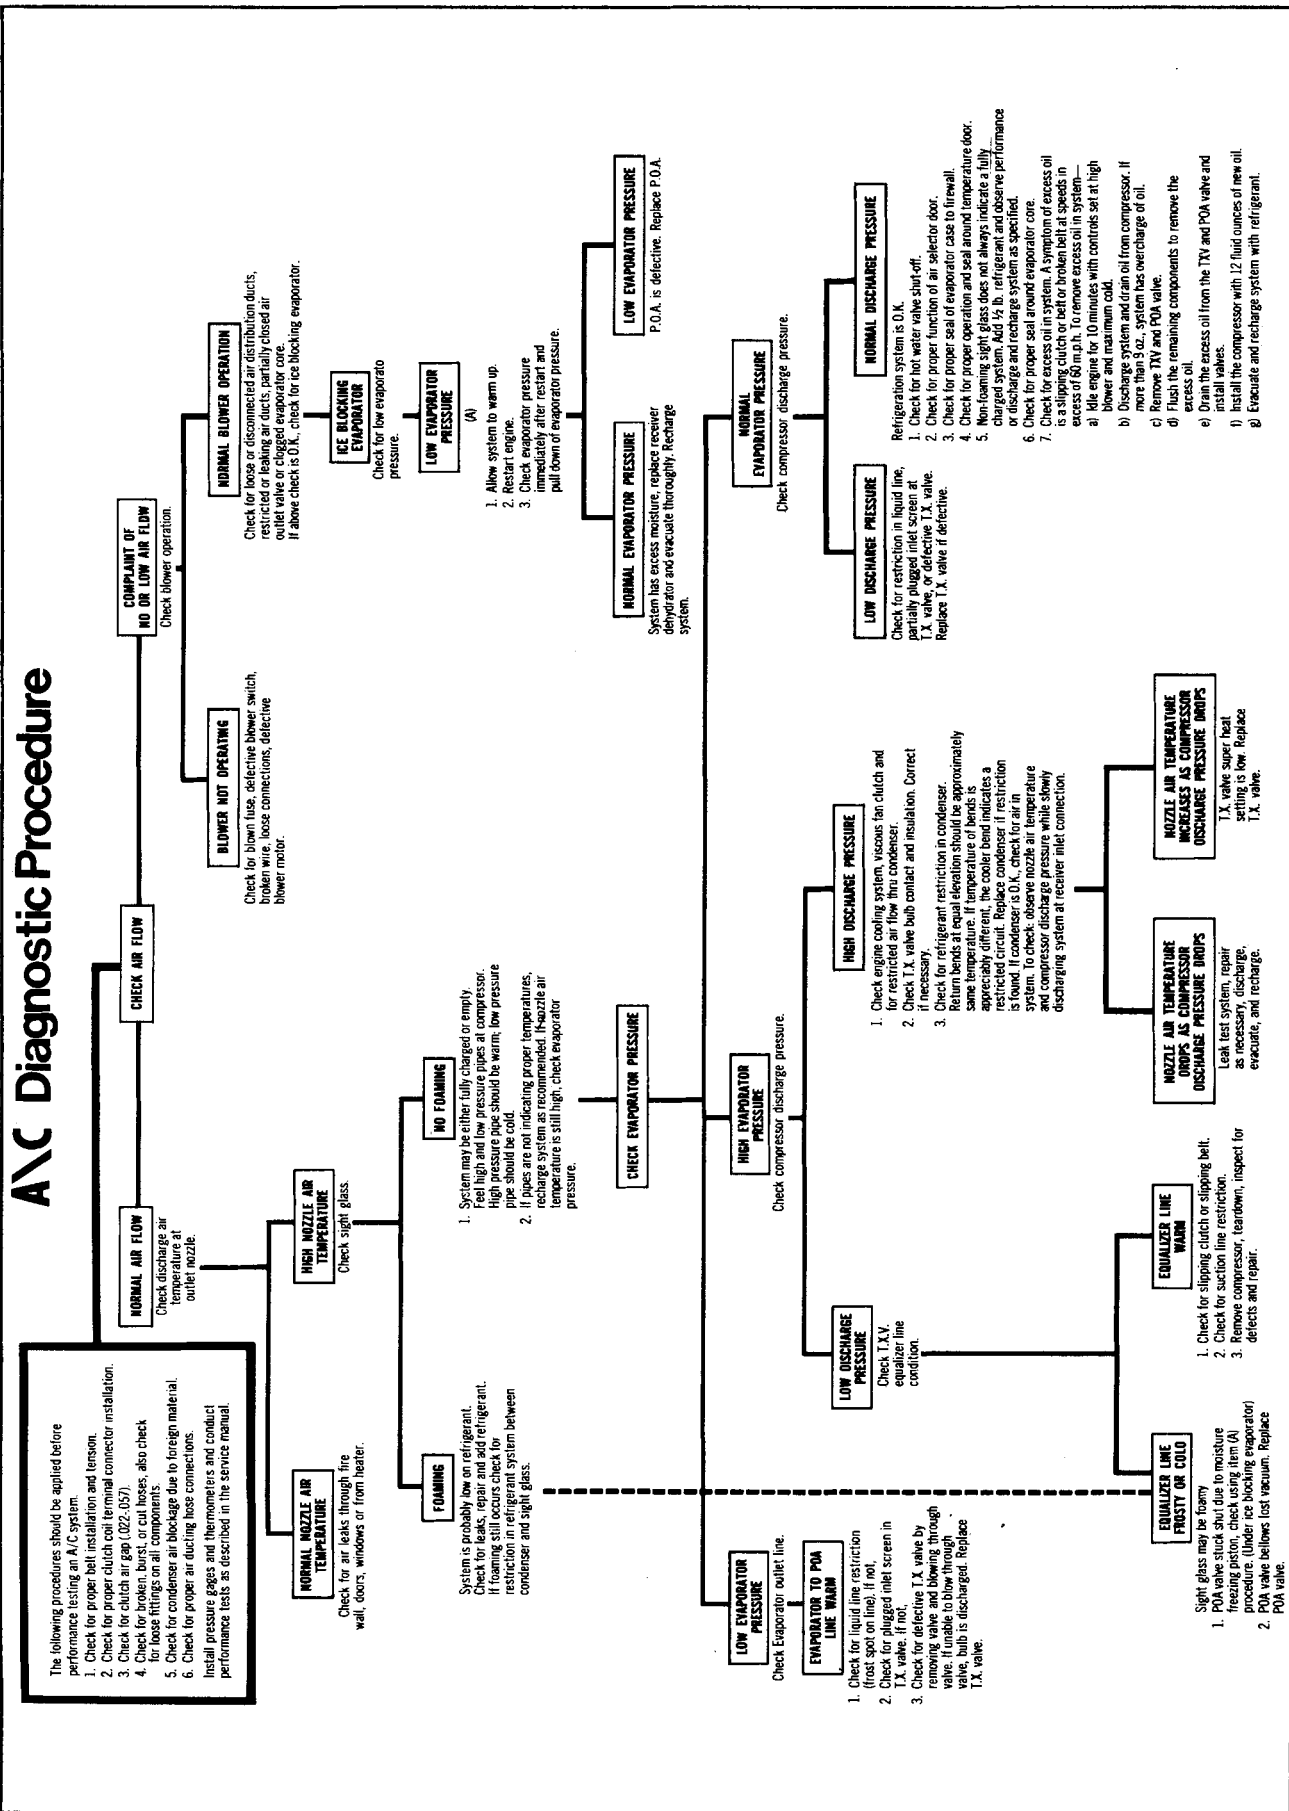 A\C Diagnostic Procedure
The following procedures should be applied before
performance testing an A/C system.
1. Check for proper belt installation and tension.
2. Check for proper clutch coil terminal connector installation.
3. Check for clutch air gap (.022-.057).
4. Check for broken, burst, or cut hoses, also check
for loose fittings on all components.
5. Check for condenser air blockage due to foreign material.
6. Check for proper air ducting hose connections.
Install pressure gages and thermometers and conduct
performance tests as described in the service manual.
CHECK AIR FLOW
NORMAL AIR FLOW
Check discharge air
temperature at
outlet nozzle.
COMPLAINT OF
NO OR LOW AIR FLOW
Check blower operation.
BLOWER NOT OPERATING
Check for blown fuse, defective blower switch,
broken wire, loose connections, defective
blower motor.
NORMAL BLOWER OPERATION
Check for loose or disconnected air distribution ducts,
restricted or leaking air ducts, partially closed air
outlet valve or clogged evaporator core.
If above check is O.K., check for ice blocking evaporator.
ICE BLOCKING
EVAPORATOR
Check for low evaporato
pressure.
LOW EVAPORATOR
PRESSURE
(A)
1. Allow system to warm up.
2. Restart engine.
3. Check evaporator pressure
immediately after restart and
pull down of evaporator pressure.
NORMAL EVAPORATOR PRESSURE
System has excess moisture, replace receiver
dehydrator and evacuate thoroughly. Recharge
system.
LOW EVAPORATOR PRESSURE
P.O.A. is defective. Replace P.O.A.
NORMAL NOZZLE AIR
TEMPERATURE
Check for air leaks through fire
wall, doors, windows or from heater.
HIGH NOZZLE AIR
TEMPERATURE
Check sight glass.
FOAMING
System is probably low on refrigerant.
Check for leaks, repair and add refrigerant.
If foaming still occurs check for
restriction in refrigerant system between
condenser and sight glass.
NO FOAMING
1. System may be either fully charged or empty.
Feel high and low pressure pipes at compressor.
High pressure pipe should be warm; low pressure
pipe should be cold.
2. If pipes are not indicating proper temperatures,
recharge system as recommended. If nozzle air
temperature is still high, check evaporator
pressure.
CHECK EVAPORATOR PRESSURE
LOW EVAPORATOR
PRESSURE
Check Evaporator outlet line.
EVAPORATOR TO POA
LINE WARM
1. Check for liquid line restriction
(frost spot on line). If not,
2. Check for plugged inlet screen in
T.X. valve. If not,
3. Check for defective T.X. valve by
removing valve and blowing through
valve. If unable to blow through
valve, bulb is discharged. Replace
T.X. valve.
HIGH EVAPORATOR
PRESSURE
Check compressor discharge pressure.
LOW DISCHARGE
PRESSURE
Check T.X.V.
equalizer line
condition.
EQUALIZER LINE
FROSTY OR COLD
Sight glass may be foamy
1. POA valve stuck shut due to moisture
freezing piston, check using item (A)
procedure. (Under ice blocking evaporator)
2. POA valve bellows lost vacuum. Replace
POA valve.
EQUALIZER LINE
WARM
1. Check for slipping clutch or slipping belt.
2. Check for suction line restriction.
3. Remove compressor, teardown, inspect for
defects and repair.
HIGH DISCHARGE PRESSURE
1. Check engine cooling system, viscous fan clutch and
for restricted air flow thru condenser.
2. Check T.X. valve bulb contact and insulation. Correct
if necessary.
3. Check for refrigerant restriction in condenser.
Return bends at equal elevation should be approximately
same temperature. If temperature of bends is
appreciably different, the cooler bend indicates a
restricted circuit. Replace condenser if restriction
is found. If condenser is O.K., check for air in
system. To check: observe nozzle air temperature
and compressor discharge pressure while slowly
discharging system at receiver inlet connection.
NOZZLE AIR TEMPERATURE
DROPS AS COMPRESSOR
DISCHARGE PRESSURE DROPS
Leak test system, repair
as necessary, discharge,
evacuate, and recharge.
NOZZLE AIR TEMPERATURE
INCREASES AS COMPRESSOR
DISCHARGE PRESSURE DROPS
T.X. valve super heat
setting is low. Replace
T.X. valve.
NORMAL
EVAPORATOR PRESSURE
Check compressor discharge pressure.
LOW DISCHARGE PRESSURE
Check for restriction in liquid line,
partially plugged inlet screen at
T.X. valve, or defective T.X. valve.
Replace T.X. valve if defective.
NORMAL DISCHARGE PRESSURE
Refrigeration system is O.K.
1. Check for hot water valve shut-off.
2. Check for proper function of air selector door.
3. Check for proper seal of evaporator case to firewall.
4. Check for proper operation and seal around temperature door.
5. Non-foaming sight glass does not always indicate a fully
charged system. Add ½ lb. refrigerant and observe performance
or discharge and recharge system as specified.
6. Check for proper seal around evaporator core.
7. Check for excess oil in system. A symptom of excess oil
is a slipping clutch or belt or broken belt at speeds in
excess of 60 m.p.h. To remove excess oil in system—
a) Idle engine for 10 minutes with controls set at high
blower and maximum cold.
b) Discharge system and drain oil from compressor. If
more than 9 oz., system has overcharge of oil.
c) Remove TXV and POA valve.
d) Flush the remaining components to remove the
excess oil.
e) Drain the excess oil from the TXV and POA valve and
install valves.
f) Install the compressor with 12 fluid ounces of new oil.
g) Evacuate and recharge system with refrigerant.